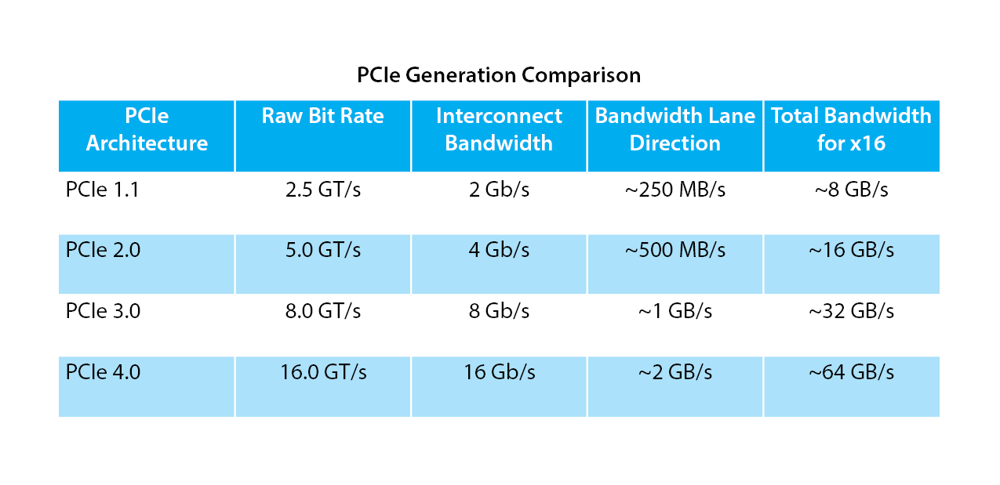 PCIe Generation Comparison
PCIe Architecture Raw Bit Rate Interconnect Bandwidth Bandwidth Lane Direction Total Bandwidth for x16
PCIe 1.1 2.5 GT/s 2 Gb/s ~250 MB/s ~8 GB/s
PCIe 2.0 5.0 GT/s 4 Gb/s ~500 MB/s ~16 GB/s
PCIe 3.0 8.0 GT/s 8 Gb/s ~1 GB/s ~32 GB/s
PCIe 4.0 16.0 GT/s 16 Gb/s ~2 GB/s ~64 GB/s